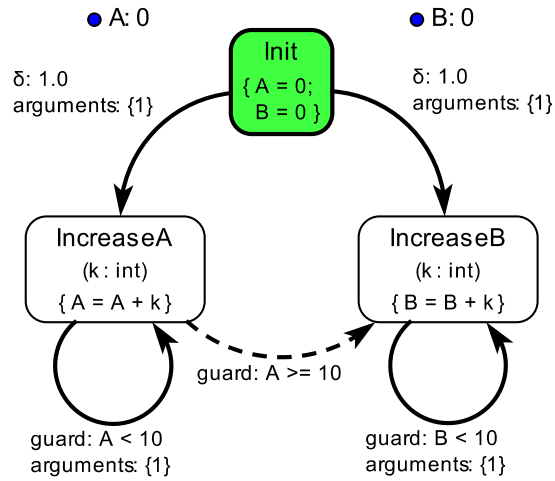 A: 0
B: 0
Init
{ A = 0;
B = 0 }
δ: 1.0
arguments: {1}
δ: 1.0
arguments: {1}
IncreaseA
(k : int)
{ A = A + k }
IncreaseB
(k : int)
{ B = B + k }
guard: A >= 10
guard: A < 10
arguments: {1}
guard: B < 10
arguments: {1}